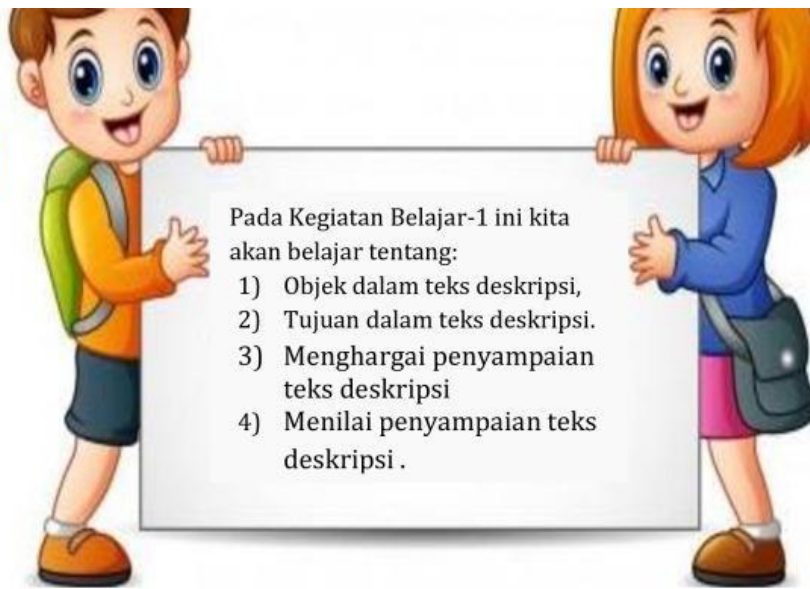 Pada Kegiatan Belajar-1 ini kita
akan belajar tentang:
1) Objek dalam teks deskripsi,
2) Tujuan dalam teks deskripsi.
3) Menghargai penyampaian
teks deskripsi
4) Menilai penyampaian teks
deskripsi .